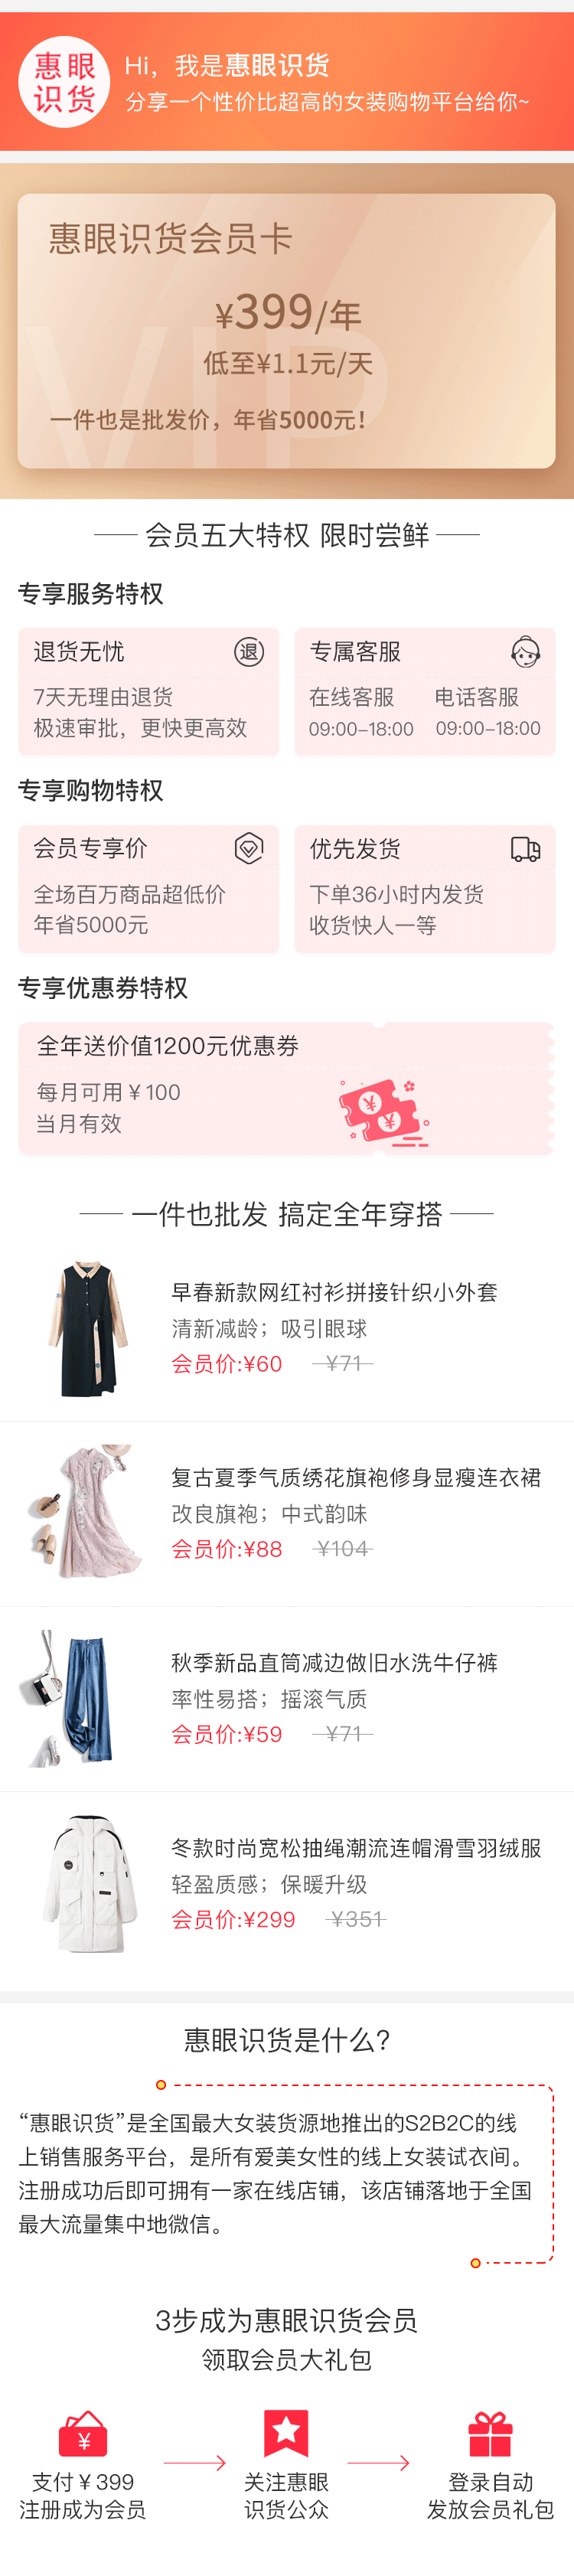 惠眼
识货
Hi，我是惠眼识货
分享一个性价比超高的女装购物平台给你~
惠眼识货会员卡
¥399/年
低至¥1.1元/天
VIP
一件也是批发价，年省5000元！
会员五大特权 限时尝鲜
专享服务特权
退货无忧
退
7天无理由退货
极速审批，更快更高效
专属客服
在线客服 电话客服
09:00-18:00 09:00-18:00
专享购物特权
会员专享价
全场百万商品超低价
年省5000元
优先发货
下单36小时内发货
收货快人一等
专享优惠券特权
全年送价值1200元优惠券
每月可用￥100
当月有效
¥
¥
一件也批发 搞定全年穿搭
早春新款网红衬衫拼接针织小外套
清新减龄；吸引眼球
会员价:¥60 ¥71
复古夏季气质绣花旗袍修身显瘦连衣裙
改良旗袍；中式韵味
会员价:¥88 ¥104
秋季新品直筒减边做旧水洗牛仔裤
率性易搭；摇滚气质
会员价:¥59 ¥71
冬款时尚宽松抽绳潮流连帽滑雪羽绒服
轻盈质感；保暖升级
会员价:¥299 ¥351
惠眼识货是什么？
“惠眼识货”是全国最大女装货源地推出的S2B2C的线
上销售服务平台，是所有爱美女性的线上女装试衣间。
注册成功后即可拥有一家在线店铺，该店铺落地于全国
最大流量集中地微信。
3步成为惠眼识货会员
领取会员大礼包
¥
支付￥399
注册成为会员
关注惠眼
识货公众
登录自动
发放会员礼包